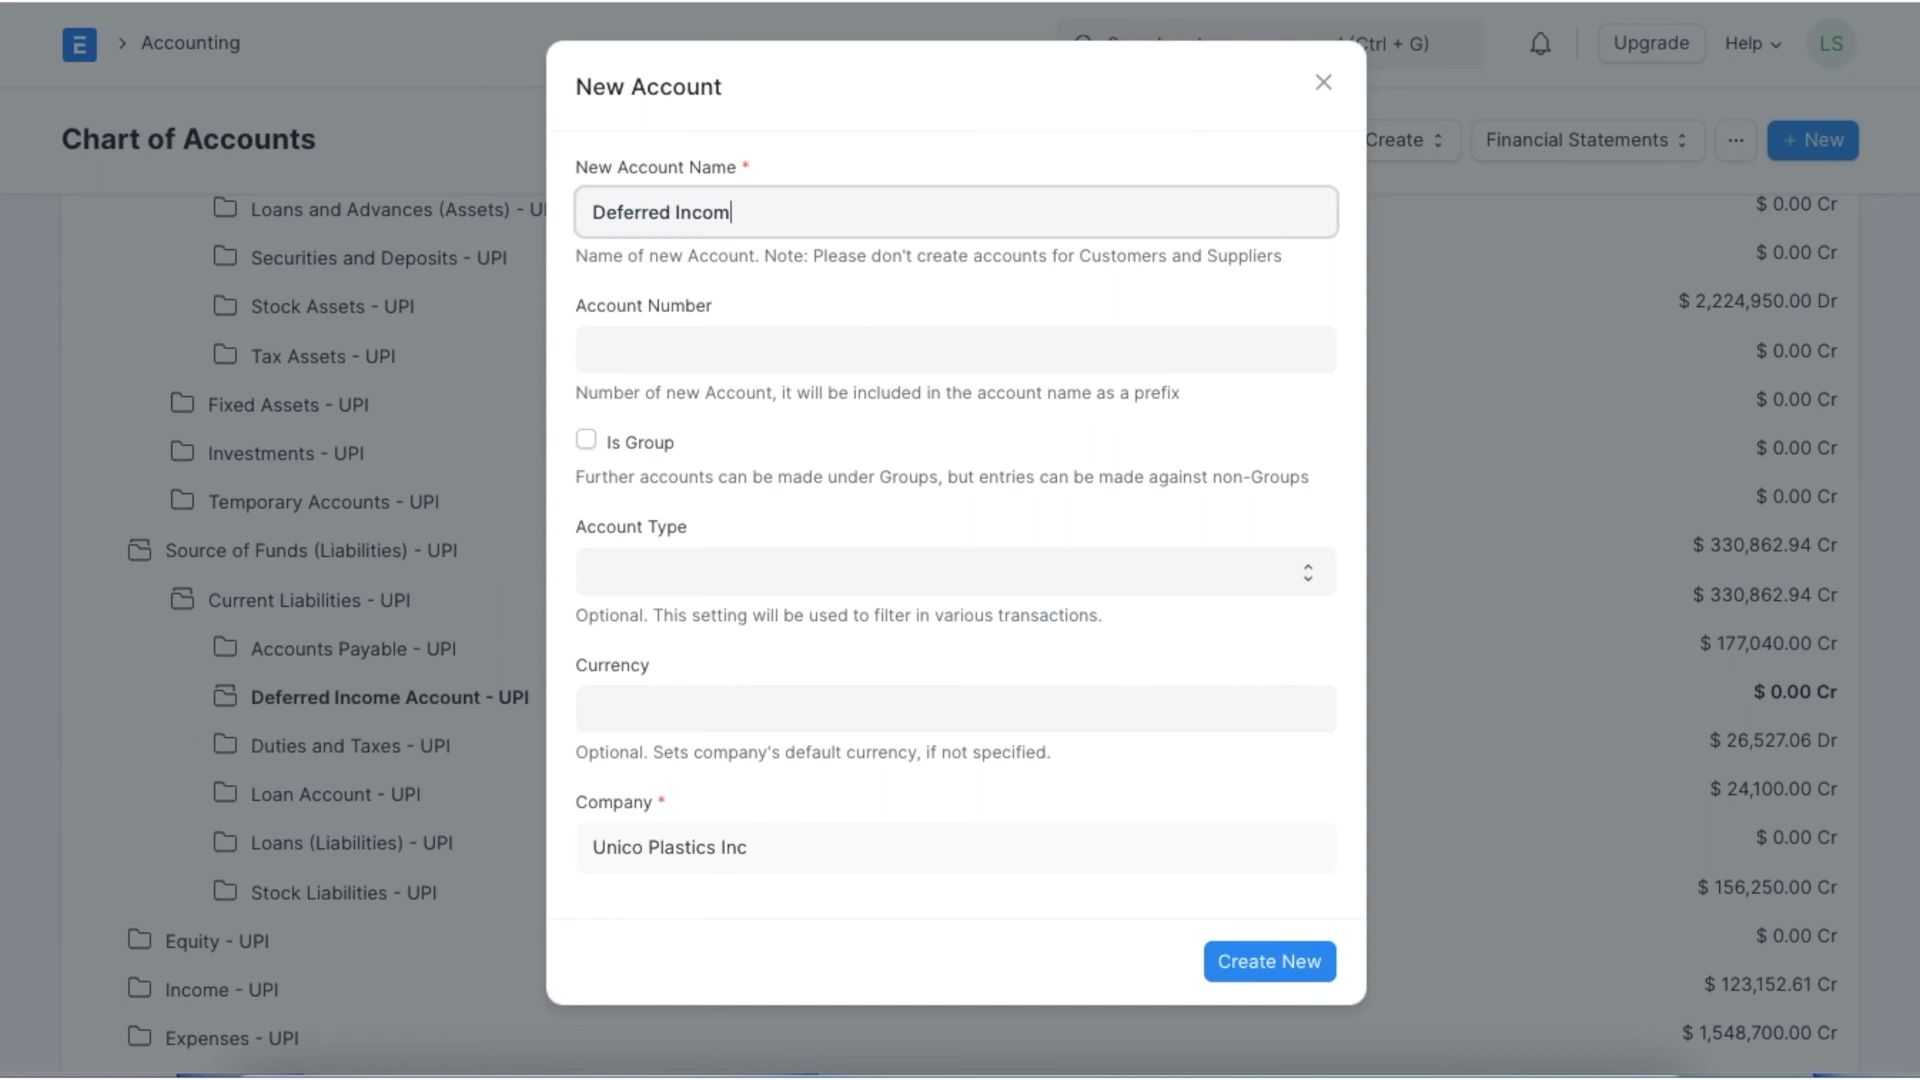 E
Accounting
Ctrl + G)
Upgrade
Help
LS
Chart of Accounts
Create
Financial Statements
...
+ New
New Account
New Account Name *
Deferred Incom
Name of new Account. Note: Please don't create accounts for Customers and Suppliers
Account Number
Number of new Account, it will be included in the account name as a prefix
Is Group
Further accounts can be made under Groups, but entries can be made against non-Groups
Account Type
Optional. This setting will be used to filter in various transactions.
Currency
Optional. Sets company's default currency, if not specified.
Company *
Unico Plastics Inc
Create New
Loans and Advances (Assets) - U
$ 0.00 Cr
Securities and Deposits - UPI
$ 0.00 Cr
Stock Assets - UPI
$ 2,224,950.00 Dr
Tax Assets - UPI
$ 0.00 Cr
Fixed Assets - UPI
$ 0.00 Cr
Investments - UPI
$ 0.00 Cr
Temporary Accounts - UPI
$ 0.00 Cr
Source of Funds (Liabilities) - UPI
$ 330,862.94 Cr
Current Liabilities - UPI
$ 330,862.94 Cr
Accounts Payable - UPI
$ 177,040.00 Cr
Deferred Income Account - UPI
$ 0.00 Cr
Duties and Taxes - UPI
$ 26,527.06 Dr
Loan Account - UPI
$ 24,100.00 Cr
Loans (Liabilities) - UPI
$ 0.00 Cr
Stock Liabilities - UPI
$ 156,250.00 Cr
Equity - UPI
$ 0.00 Cr
Income - UPI
$ 123,152.61 Cr
Expenses - UPI
$ 1,548,700.00 Cr